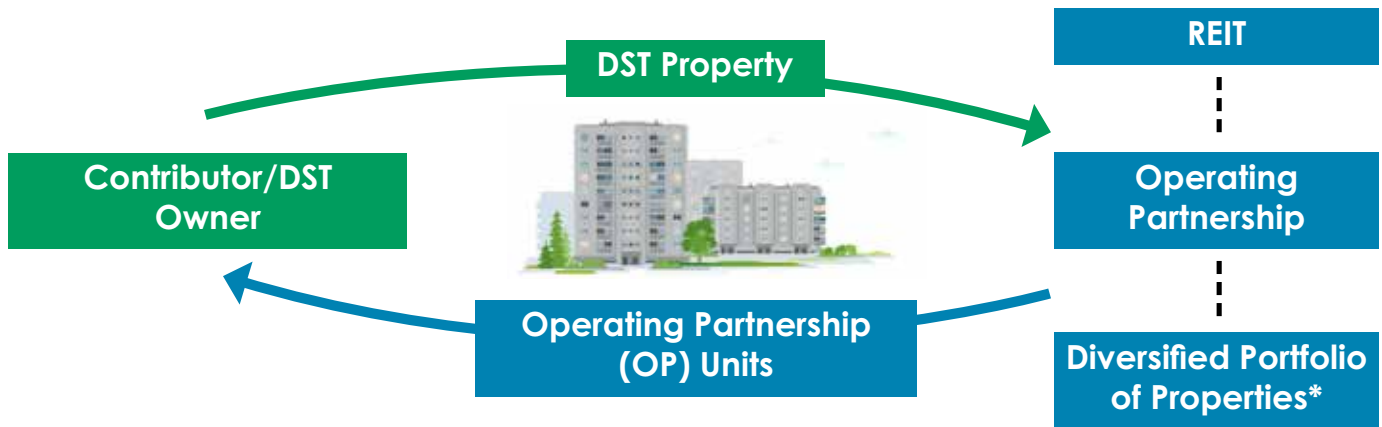 DST Property
REIT
Contributor/DST
Owner
Operating
Partnership
Operating Partnership
(OP) Units
Diversified Portfolio
of Properties*